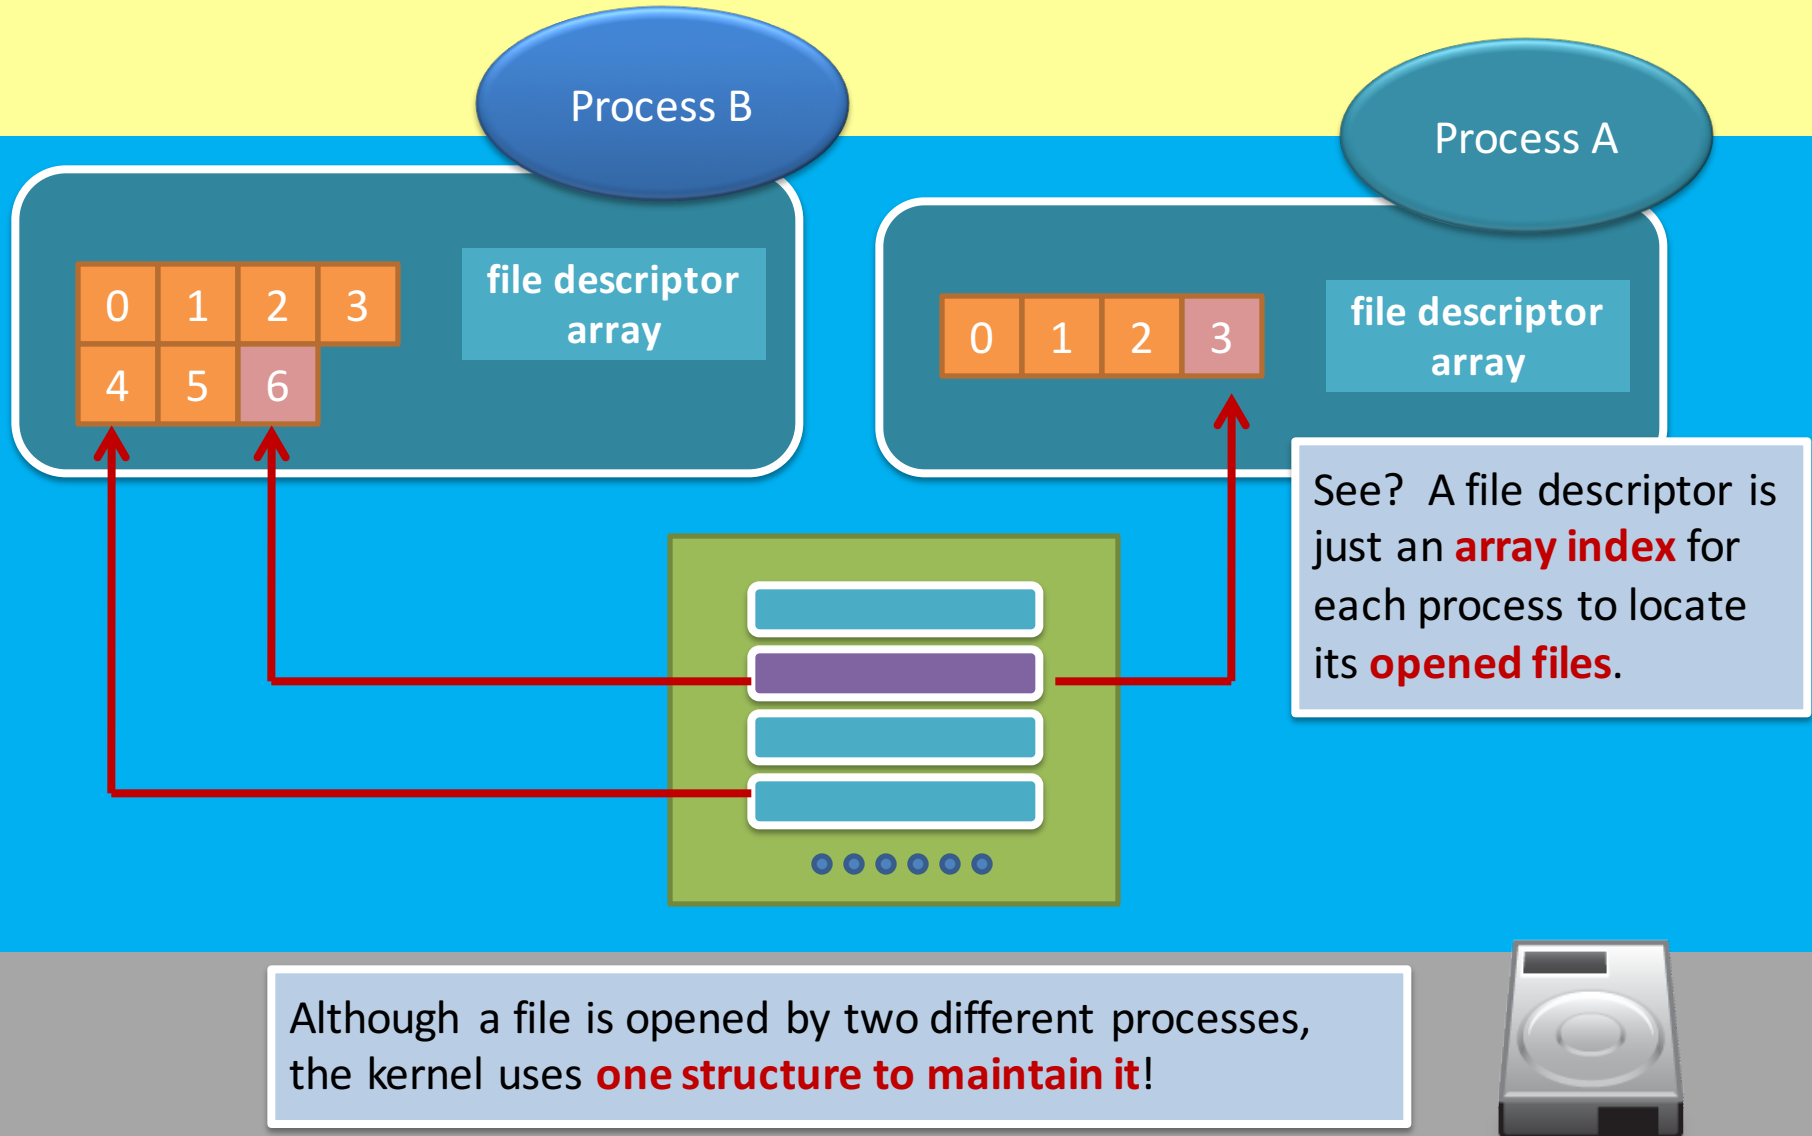 Process B
Process A
0 1 2 3
4 5 6
file descriptor
array
0 1 2 3
file descriptor
array
See? A file descriptor is
just an array index for
each process to locate
its opened files.
Although a file is opened by two different processes,
the kernel uses one structure to maintain it!